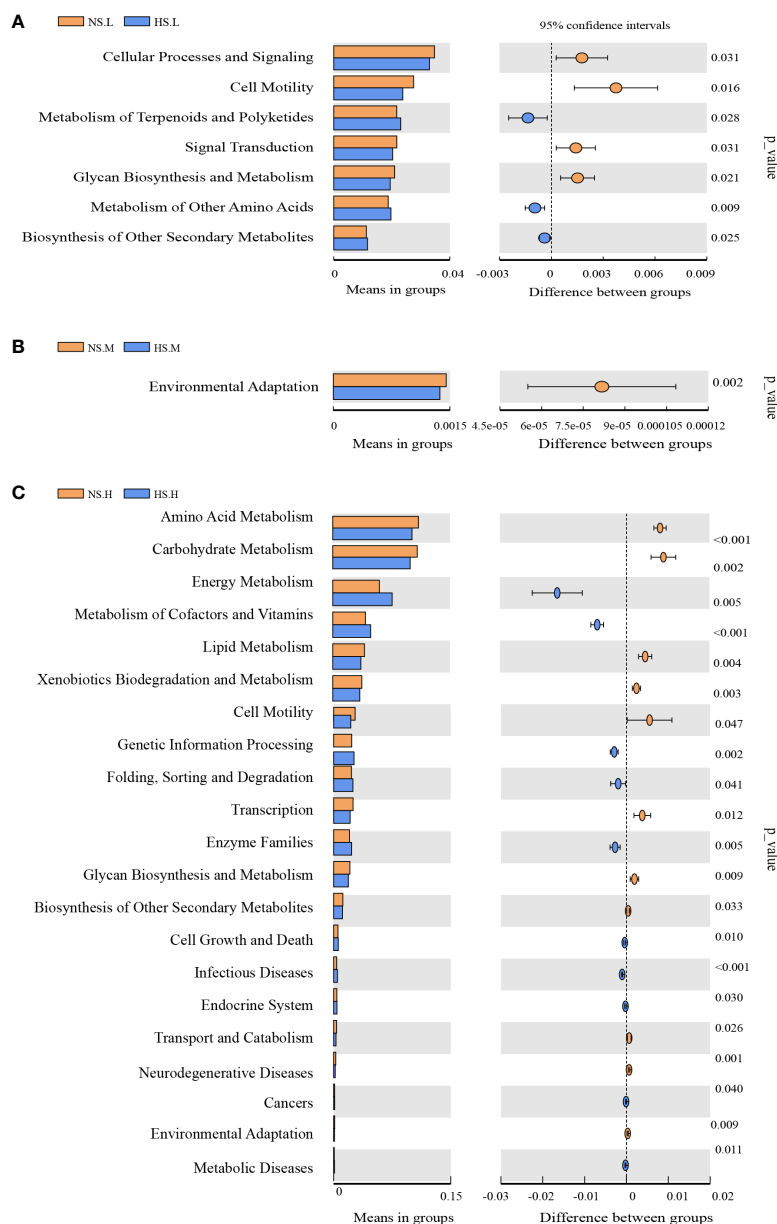 A
NS.L HS.L
95% confidence intervals
Cellular Processes and Signaling 0.031
Cell Motility 0.016
Metabolism of Terpenoids and Polyketides 0.028
Signal Transduction 0.031
Glycan Biosynthesis and Metabolism 0.021
Metabolism of Other Amino Acids 0.009
Biosynthesis of Other Secondary Metabolites 0.025
p_value
0 0.04 -0.003 0 0.003 0.006 0.009
Means in groups Difference between groups
B
NS.M HS.M
Environmental Adaptation 0.002
p_value
0 0.0015 4.5e-05 6e-05 7.5e-05 9e-05 0.000105 0.00012
Means in groups Difference between groups
C
NS.H HS.H
Amino Acid Metabolism <0.001
Carbohydrate Metabolism 0.002
Energy Metabolism 0.005
Metabolism of Cofactors and Vitamins <0.001
Lipid Metabolism 0.004
Xenobiotics Biodegradation and Metabolism 0.003
Cell Motility 0.047
Genetic Information Processing 0.002
Folding, Sorting and Degradation 0.041
Transcription 0.012
Enzyme Families 0.005
Glycan Biosynthesis and Metabolism 0.009
Biosynthesis of Other Secondary Metabolites 0.033
Cell Growth and Death 0.010
Infectious Diseases <0.001
Endocrine System 0.030
Transport and Catabolism 0.026
Neurodegenerative Diseases 0.001
Cancers 0.040
Environmental Adaptation 0.009
Metabolic Diseases 0.011
p_value
0 0.15 -0.03 -0.02 -0.01 0 0.01 0.02
Means in groups Difference between groups